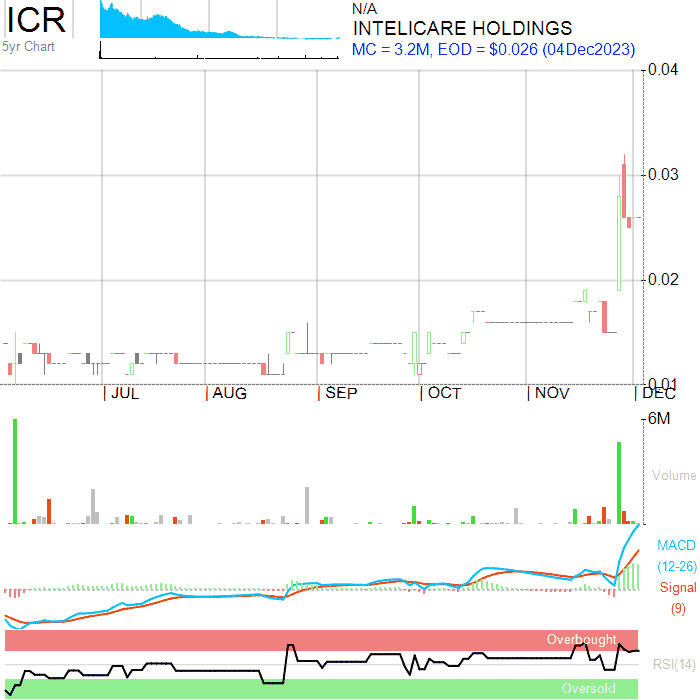 ICR
5yr Chart
N/A
INTELICARE HOLDINGS
MC = 3.2M, EOD = $0.026 (04Dec2023)
0.04
0.03
0.02
0.01
JUL
AUG
SEP
OCT
NOV
DEC
6M
Volume
MACD
(12-26)
Signal
(9)
Overbought
RSI(14)
Oversold